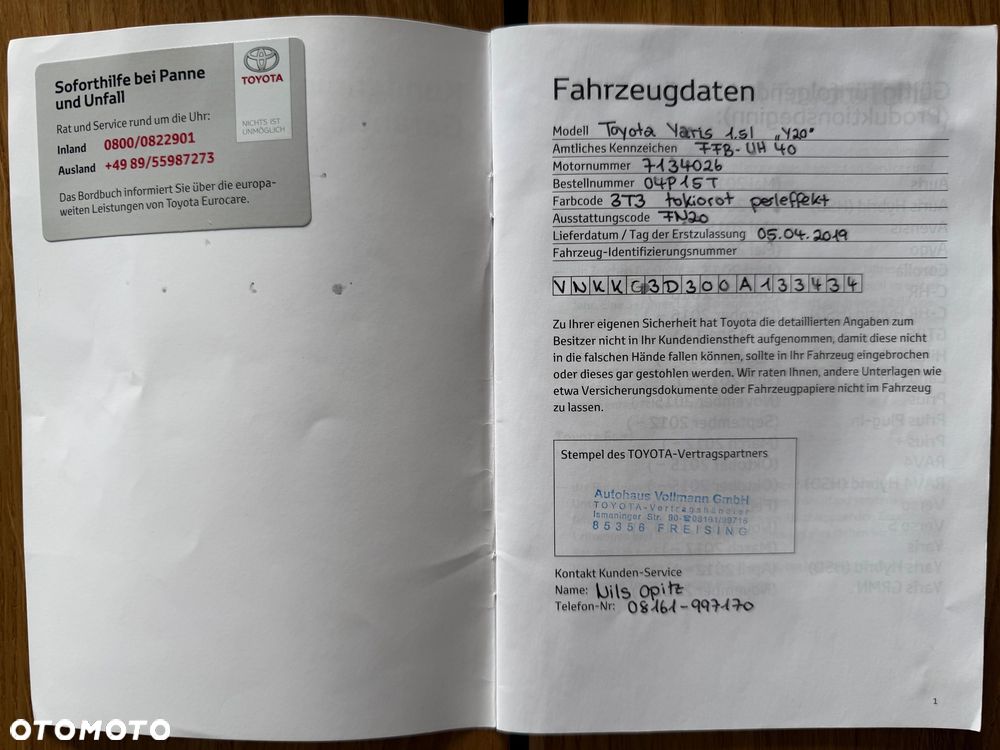 Soforthilfe bei Panne
und Unfall
TOYOTA
NICHTS IST
UNMÖGLICH
Rat und Service rund um die Uhr:
Inland 0800/0822901
Ausland +49 89/55987273
Das Bordbuch informiert Sie über die europa-
weiten Leistungen von Toyota Eurocare.
Fahrzeugdaten
Modell Toyota Yaris 1.5l "Y20"
Amtliches Kennzeichen FFB-UH 40
Motornummer 7134026
Bestellnummer 04P15T
Farbcode 3T3 tokiorot perleffekt
Ausstattungscode FN20
Lieferdatum / Tag der Erstzulassung 05.04.2019
Fahrzeug-Identifizierungsnummer
VNKKG3D300A133434
Zu Ihrer eigenen Sicherheit hat Toyota die detaillierten Angaben zum
Besitzer nicht in Ihr Kundendienstheft aufgenommen, damit diese nicht
in die falschen Hände fallen können, sollte in Ihr Fahrzeug eingebrochen
oder dieses gar gestohlen werden. Wir raten Ihnen, andere Unterlagen wie
etwa Versicherungsdokumente oder Fahrzeugpapiere nicht im Fahrzeug
zu lassen.
Stempel des TOYOTA-Vertragspartners
Autohaus Vollmann GmbH
TOYOTA-Vertragshändler
Ismaninger Str. 90-☎08161/99716
85356 FREISING
Kontakt Kunden-Service
Name: Nils Opitz
Telefon-Nr: 08161-997170
1
OTOMOTO